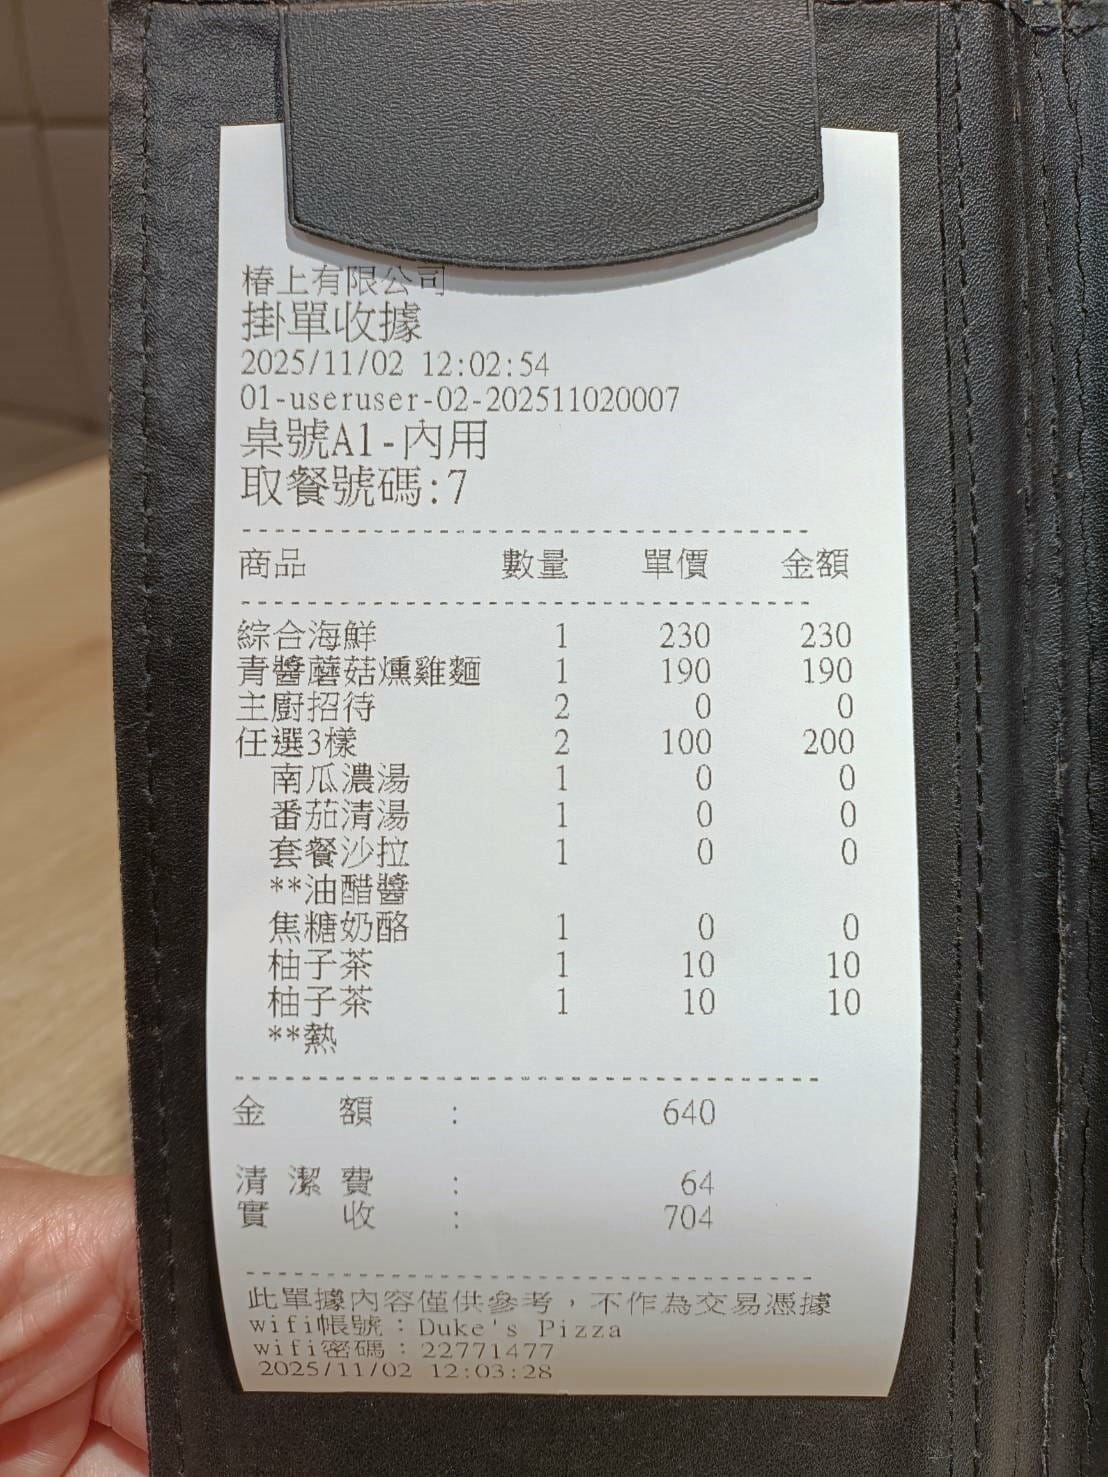 椿上有限公司
掛單收據
2025/11/02 12:02:54
01-useruser-02-202511020007
桌號A1-內用
取餐號碼:7
商品 數量 單價 金額
綜合海鮮 1 230 230
青醬蘑菇燻雞麵 1 190 190
主廚招待 2 0 0
任選3樣 2 100 200
南瓜濃湯 1 0 0
番茄清湯 1 0 0
套餐沙拉 1 0 0
**油醋醬
焦糖奶酪 1 0 0
柚子茶 1 10 10
柚子茶 1 10 10
**熱
金額 : 640
清潔費 : 64
實收 : 704
此單據內容僅供參考，不作為交易憑據
wifi帳號：Duke's Pizza
wifi密碼：22771477
2025/11/02 12:03:28